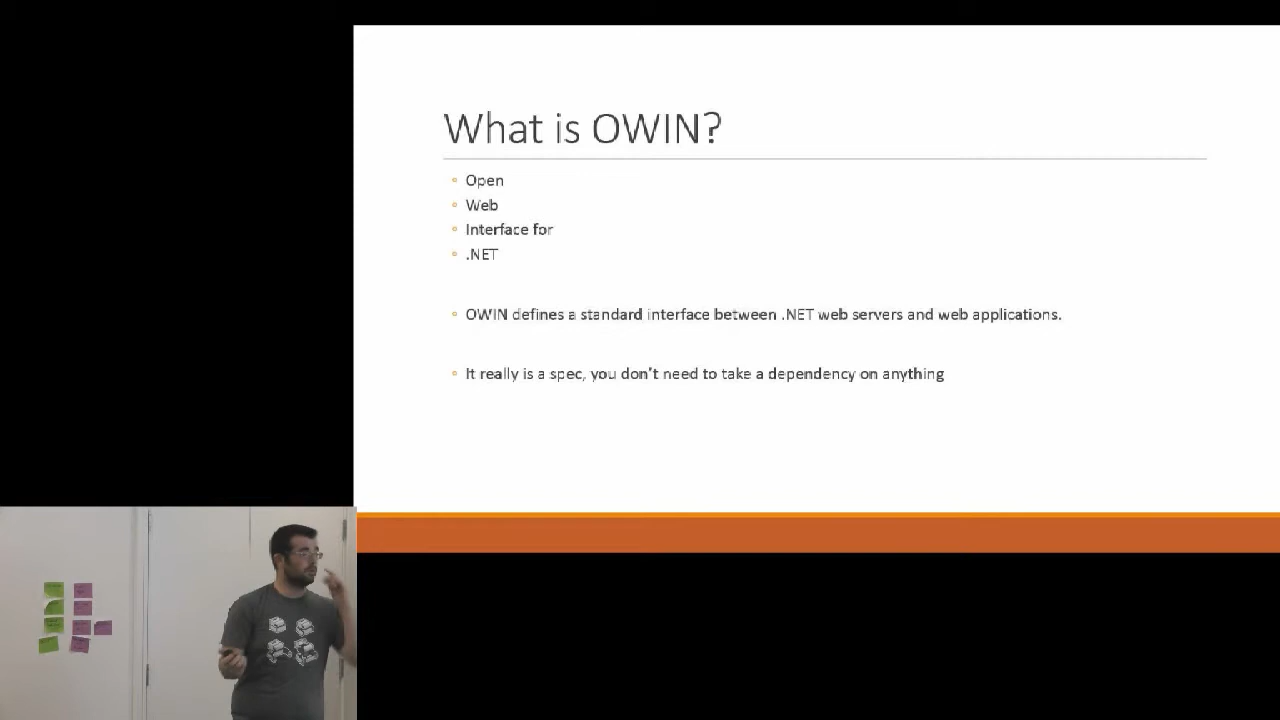 What is OWIN?
Open
Web
Interface for
.NET
OWIN defines a standard interface between .NET web servers and web applications.
It really is a spec, you don't need to take a dependency on anything